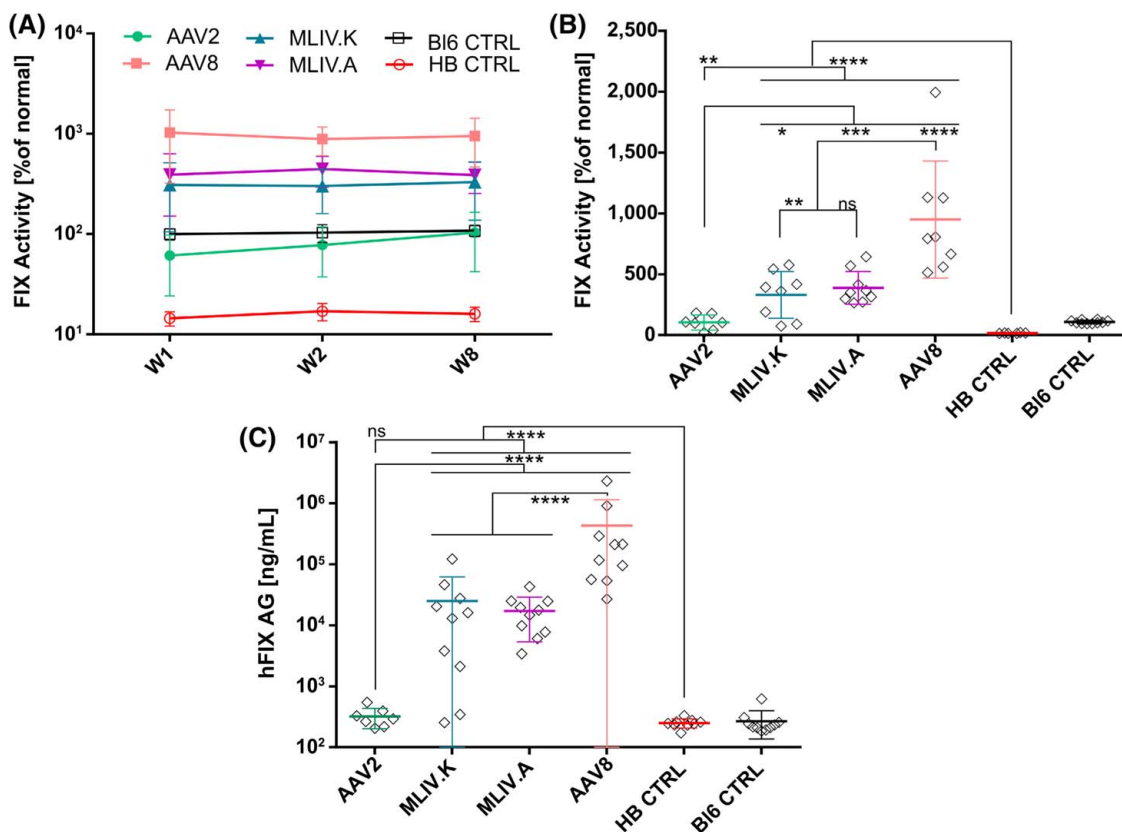 (A)
AAV2 MLIV.K Bl6 CTRL
AAV8 MLIV.A HB CTRL
FIX Activity [%of normal]
10⁴
10³
10²
10¹
W1 W2 W8
(B)
FIX Activity [% of normal]
2,500
2,000
1,500
1,000
500
0
** ****
* *** ****
** ns
AAV2 MLIV.K MLIV.A AAV8 HB CTRL Bl6 CTRL
(C)
hFIX AG [ng/mL]
10⁷
10⁶
10⁵
10⁴
10³
10²
ns ****
****
****
AAV2 MLIV.K MLIV.A AAV8 HB CTRL Bl6 CTRL